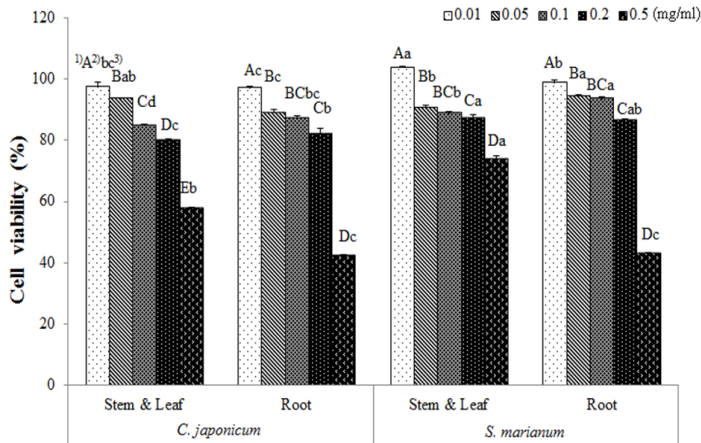 0.01 0.05 0.1 0.2 0.5 (mg/ml)
Cell viability (%)
120
100
80
60
40
20
0
1)A2)bc3) Bab Cd Dc Eb
Ac Bc BCbc Cb Dc
Aa Bb BCb Ca Da
Ab Ba BCa Cab Dc
Stem & Leaf Root Stem & Leaf Root
C. japonicum S. marianum